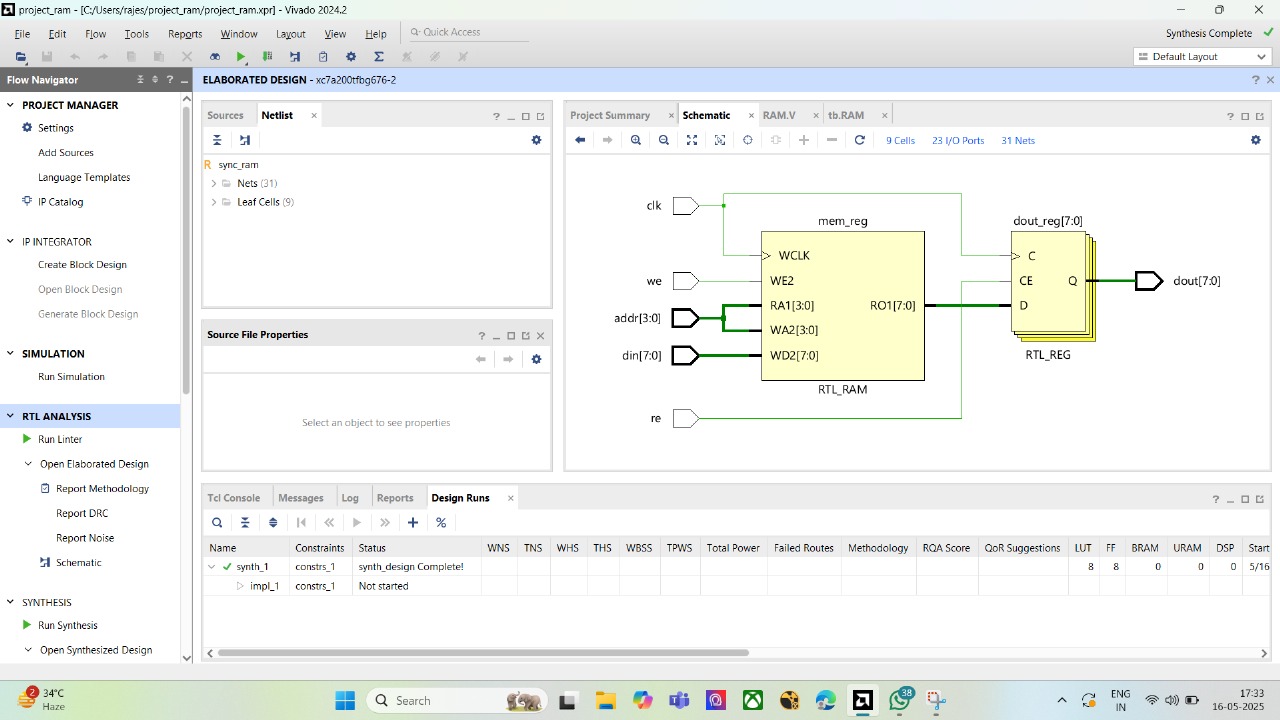 project_ram - [C:/Users/rajes/project_ram/project_ram.xpr] - Vivado 2024.2
File Edit Flow Tools Reports Window Layout View Help Quick Access Synthesis Complete
Default Layout
Flow Navigator
ELABORATED DESIGN - xc7a200tfbg676-2
PROJECT MANAGER
Settings
Add Sources
Language Templates
IP Catalog
IP INTEGRATOR
Create Block Design
Open Block Design
Generate Block Design
SIMULATION
Run Simulation
RTL ANALYSIS
Run Linter
Open Elaborated Design
Report Methodology
Report DRC
Report Noise
Schematic
SYNTHESIS
Run Synthesis
Open Synthesized Design
Sources Netlist
R sync_ram
Nets (31)
Leaf Cells (9)
Source File Properties
Select an object to see properties
Project Summary Schematic RAM.V tb.RAM
9 Cells 23 I/O Ports 31 Nets
clk
mem_reg
dout_reg[7:0]
WCLK
C
we
WE2
CE
Q
dout[7:0]
addr[3:0]
RA1[3:0]
RO1[7:0]
D
WA2[3:0]
din[7:0]
WD2[7:0]
RTL_REG
RTL_RAM
re
Tcl Console Messages Log Reports Design Runs
Name Constraints Status WNS TNS WHS THS WBSS TPWS Total Power Failed Routes Methodology RQA Score QoR Suggestions LUT FF BRAM URAM DSP Start
synth_1 constrs_1 synth_design Complete! 8 8 0 0 0 5/16
impl_1 constrs_1 Not started
2
34°C
Haze
Search
38
ENG
IN
17:33
16-05-2025